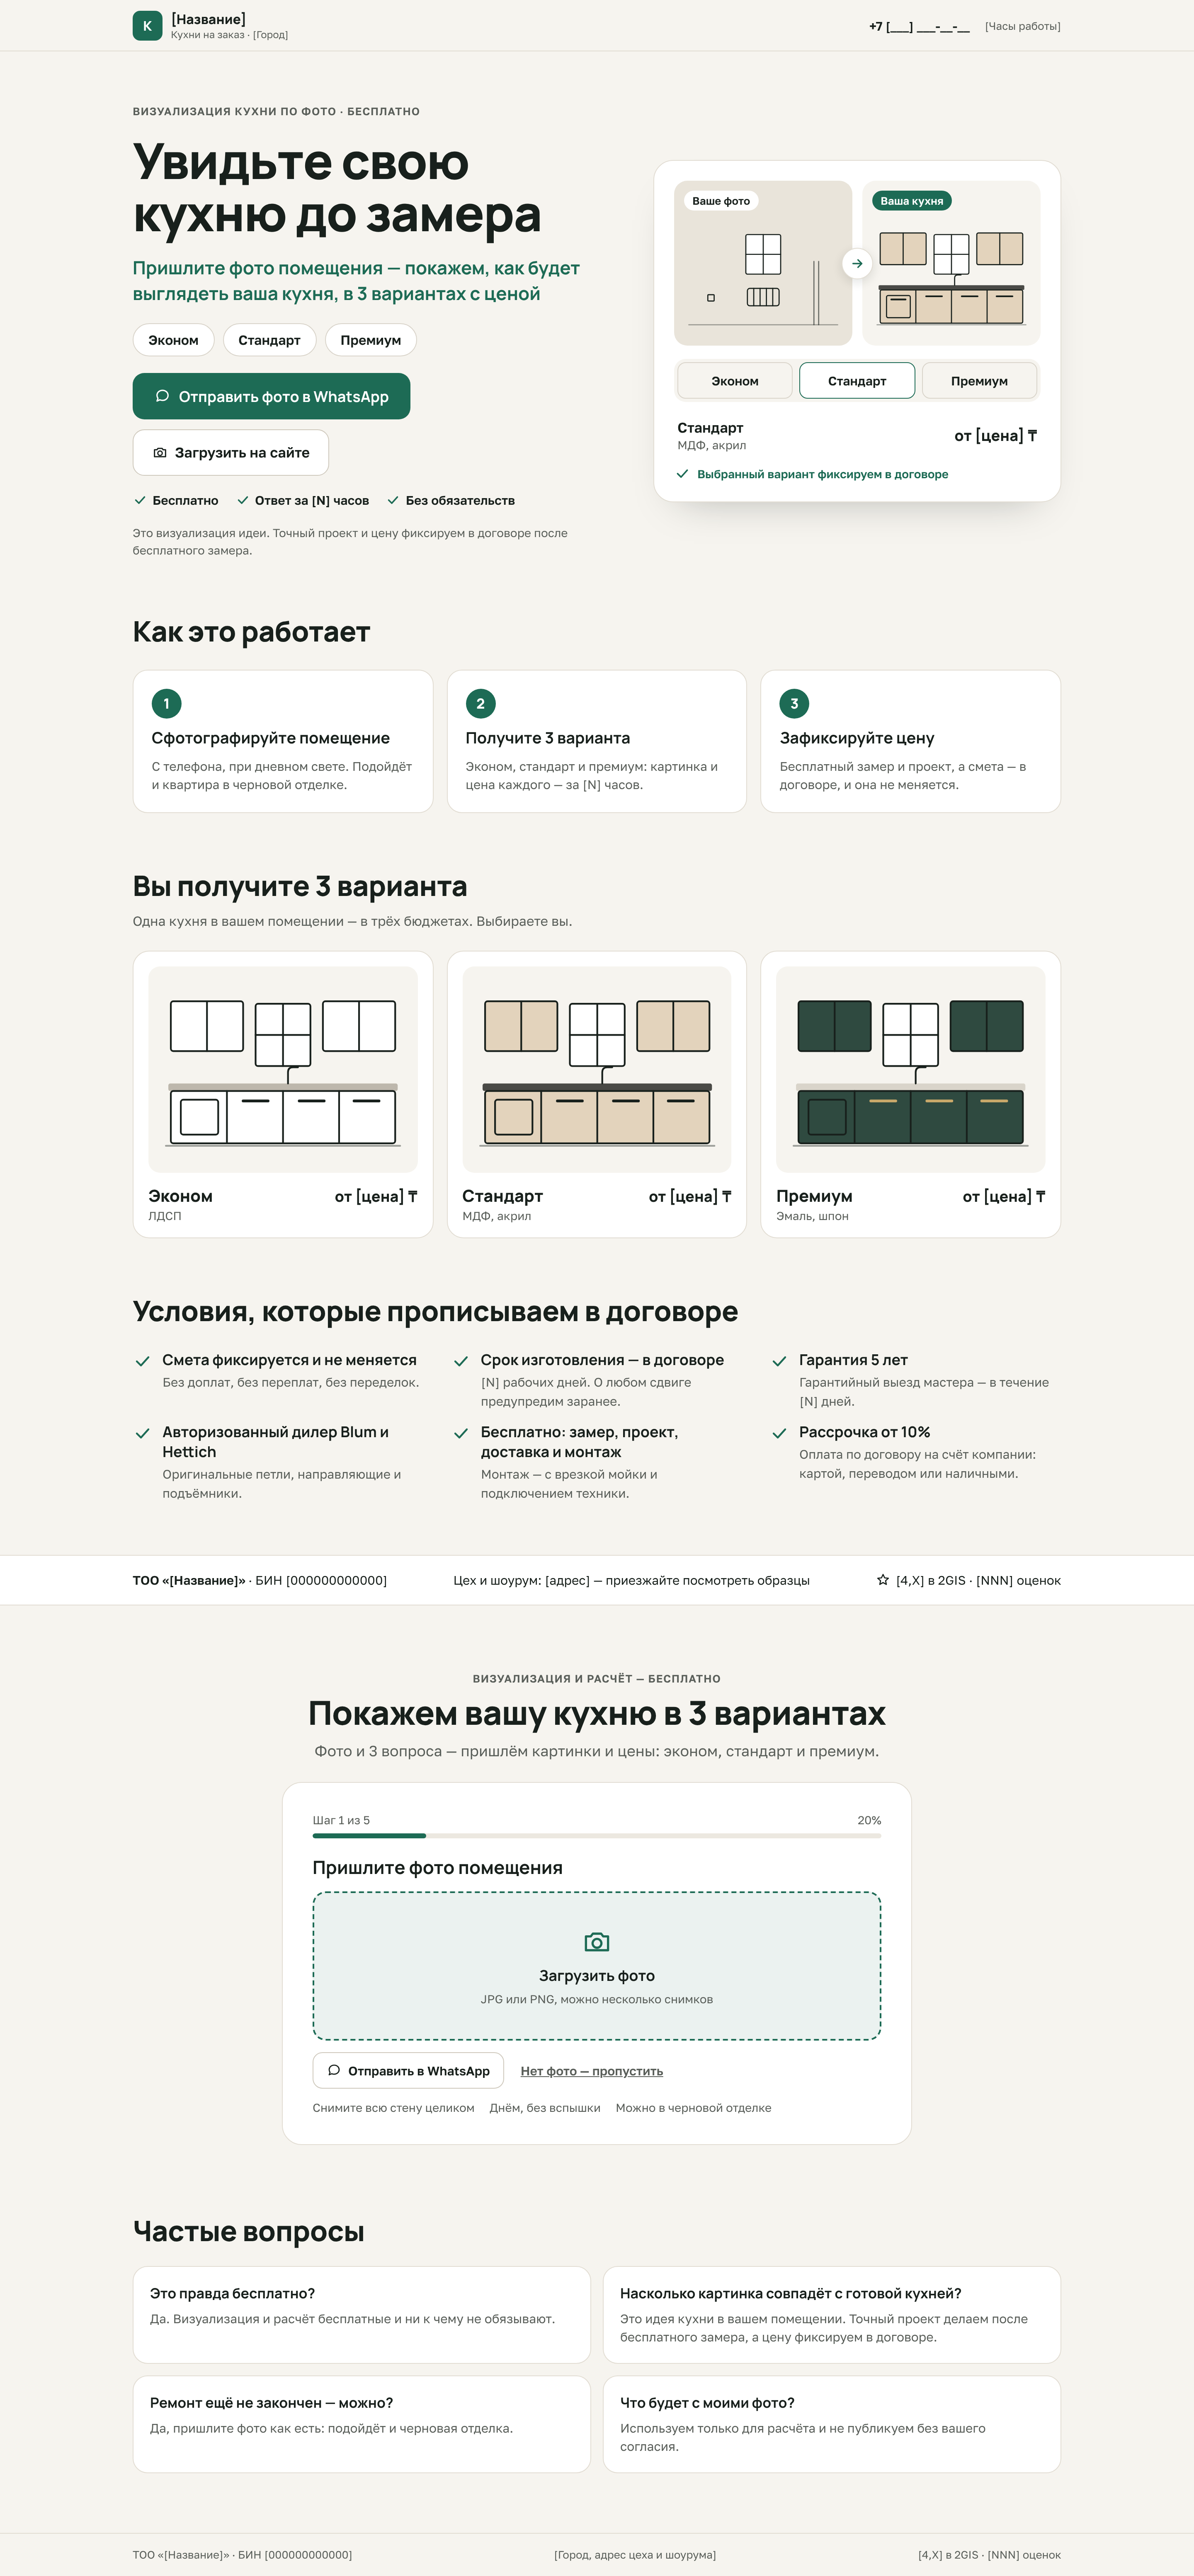 К
[Название]
Кухни на заказ · [Город]
+7 [___] ___-__-__
[Часы работы]
ВИЗУАЛИЗАЦИЯ КУХНИ ПО ФОТО · БЕСПЛАТНО
Увидьте свою
кухню до замера
Пришлите фото помещения — покажем, как будет
выглядеть ваша кухня, в 3 вариантах с ценой
Эконом
Стандарт
Премиум
Отправить фото в WhatsApp
Загрузить на сайте
Бесплатно
Ответ за [N] часов
Без обязательств
Это визуализация идеи. Точный проект и цену фиксируем в договоре после
бесплатного замера.
Ваше фото
Ваша кухня
Эконом
Стандарт
Премиум
Стандарт
МДФ, акрил
от [цена] ₸
Выбранный вариант фиксируем в договоре
Как это работает
1
Сфотографируйте помещение
С телефона, при дневном свете. Подойдёт
и квартира в черновой отделке.
2
Получите 3 варианта
Эконом, стандарт и премиум: картинка и
цена каждого — за [N] часов.
3
Зафиксируйте цену
Бесплатный замер и проект, а смета — в
договоре, и она не меняется.
Вы получите 3 варианта
Одна кухня в вашем помещении — в трёх бюджетах. Выбираете вы.
Эконом
от [цена] ₸
ЛДСП
Стандарт
от [цена] ₸
МДФ, акрил
Премиум
от [цена] ₸
Эмаль, шпон
Условия, которые прописываем в договоре
Смета фиксируется и не меняется
Без доплат, без переплат, без переделок.
Срок изготовления — в договоре
[N] рабочих дней. О любом сдвиге
предупредим заранее.
Гарантия 5 лет
Гарантийный выезд мастера — в течение
[N] дней.
Авторизованный дилер Blum и
Hettich
Оригинальные петли, направляющие и
подъёмники.
Бесплатно: замер, проект,
доставка и монтаж
Монтаж — с врезкой мойки и
подключением техники.
Рассрочка от 10%
Оплата по договору на счёт компании:
картой, переводом или наличными.
ТОО «[Название]» · БИН [000000000000]
Цех и шоурум: [адрес] — приезжайте посмотреть образцы
[4,X] в 2GIS · [NNN] оценок
ВИЗУАЛИЗАЦИЯ И РАСЧЁТ — БЕСПЛАТНО
Покажем вашу кухню в 3 вариантах
Фото и 3 вопроса — пришлём картинки и цены: эконом, стандарт и премиум.
Шаг 1 из 5
20%
Пришлите фото помещения
Загрузить фото
JPG или PNG, можно несколько снимков
Отправить в WhatsApp
Нет фото — пропустить
Снимите всю стену целиком
Днём, без вспышки
Можно в черновой отделке
Частые вопросы
Это правда бесплатно?
Да. Визуализация и расчёт бесплатные и ни к чему не обязывают.
Насколько картинка совпадёт с готовой кухней?
Это идея кухни в вашем помещении. Точный проект делаем после
бесплатного замера, а цену фиксируем в договоре.
Ремонт ещё не закончен — можно?
Да, пришлите фото как есть: подойдёт и черновая отделка.
Что будет с моими фото?
Используем только для расчёта и не публикуем без вашего
согласия.
ТОО «[Название]» · БИН [000000000000]
[Город, адрес цеха и шоурума]
[4,X] в 2GIS · [NNN] оценок